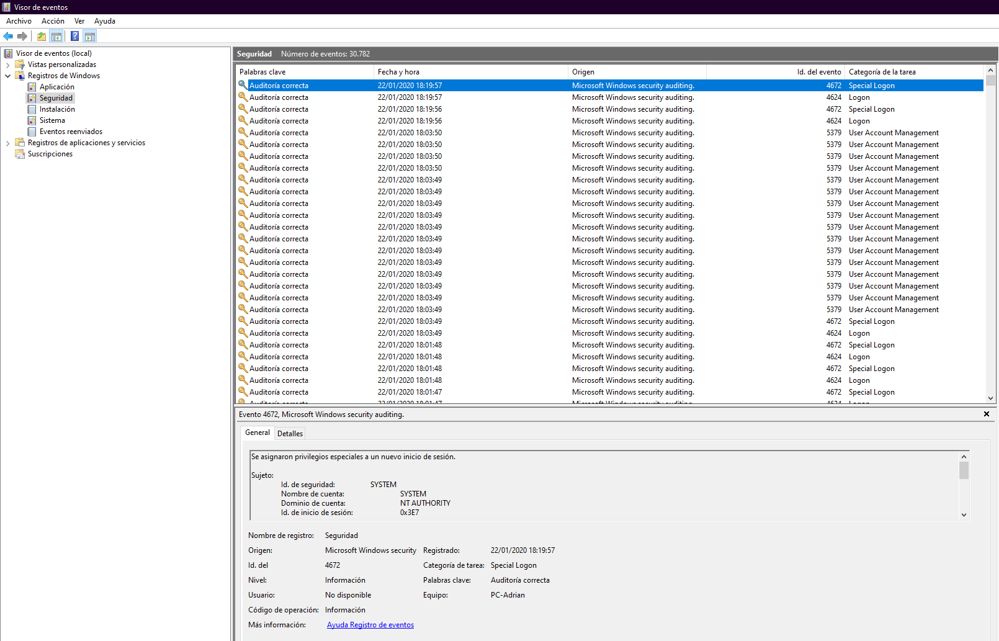 Visor de eventos
Archivo Acción Ver Ayuda
Visor de eventos (local)
Vistas personalizadas
Registros de Windows
Aplicación
Seguridad
Instalación
Sistema
Eventos reenviados
Registros de aplicaciones y servicios
Suscripciones
Seguridad Número de eventos: 30.782
Palabras clave Fecha y hora Origen Id. del evento Categoría de la tarea
Auditoría correcta 22/01/2020 18:19:57 Microsoft Windows security auditing. 4672 Special Logon
Auditoría correcta 22/01/2020 18:19:57 Microsoft Windows security auditing. 4624 Logon
Auditoría correcta 22/01/2020 18:19:56 Microsoft Windows security auditing. 4672 Special Logon
Auditoría correcta 22/01/2020 18:19:56 Microsoft Windows security auditing. 4624 Logon
Auditoría correcta 22/01/2020 18:03:50 Microsoft Windows security auditing. 5379 User Account Management
Auditoría correcta 22/01/2020 18:03:50 Microsoft Windows security auditing. 5379 User Account Management
Auditoría correcta 22/01/2020 18:03:50 Microsoft Windows security auditing. 5379 User Account Management
Auditoría correcta 22/01/2020 18:03:50 Microsoft Windows security auditing. 5379 User Account Management
Auditoría correcta 22/01/2020 18:03:49 Microsoft Windows security auditing. 5379 User Account Management
Auditoría correcta 22/01/2020 18:03:49 Microsoft Windows security auditing. 5379 User Account Management
Auditoría correcta 22/01/2020 18:03:49 Microsoft Windows security auditing. 5379 User Account Management
Auditoría correcta 22/01/2020 18:03:49 Microsoft Windows security auditing. 5379 User Account Management
Auditoría correcta 22/01/2020 18:03:49 Microsoft Windows security auditing. 5379 User Account Management
Auditoría correcta 22/01/2020 18:03:49 Microsoft Windows security auditing. 5379 User Account Management
Auditoría correcta 22/01/2020 18:03:49 Microsoft Windows security auditing. 5379 User Account Management
Auditoría correcta 22/01/2020 18:03:49 Microsoft Windows security auditing. 5379 User Account Management
Auditoría correcta 22/01/2020 18:03:49 Microsoft Windows security auditing. 5379 User Account Management
Auditoría correcta 22/01/2020 18:03:49 Microsoft Windows security auditing. 5379 User Account Management
Auditoría correcta 22/01/2020 18:03:49 Microsoft Windows security auditing. 5379 User Account Management
Auditoría correcta 22/01/2020 18:03:49 Microsoft Windows security auditing. 5379 User Account Management
Auditoría correcta 22/01/2020 18:03:49 Microsoft Windows security auditing. 4672 Special Logon
Auditoría correcta 22/01/2020 18:03:49 Microsoft Windows security auditing. 4624 Logon
Auditoría correcta 22/01/2020 18:01:48 Microsoft Windows security auditing. 4672 Special Logon
Auditoría correcta 22/01/2020 18:01:48 Microsoft Windows security auditing. 4624 Logon
Auditoría correcta 22/01/2020 18:01:48 Microsoft Windows security auditing. 4672 Special Logon
Auditoría correcta 22/01/2020 18:01:48 Microsoft Windows security auditing. 4624 Logon
Auditoría correcta 22/01/2020 18:01:47 Microsoft Windows security auditing. 4672 Special Logon
Evento 4672, Microsoft Windows security auditing.
General Detalles
Se asignaron privilegios especiales a un nuevo inicio de sesión.
Sujeto:
Id. de seguridad: SYSTEM
Nombre de cuenta: SYSTEM
Dominio de cuenta: NT AUTHORITY
Id. de inicio de sesión: 0x3E7
Nombre de registro: Seguridad
Origen: Microsoft Windows security Registrado: 22/01/2020 18:19:57
Id. del 4672 Categoría de tarea: Special Logon
Nivel: Información Palabras clave: Auditoría correcta
Usuario: No disponible Equipo: PC-Adrian
Código de operación: Información
Más información: Ayuda Registro de eventos